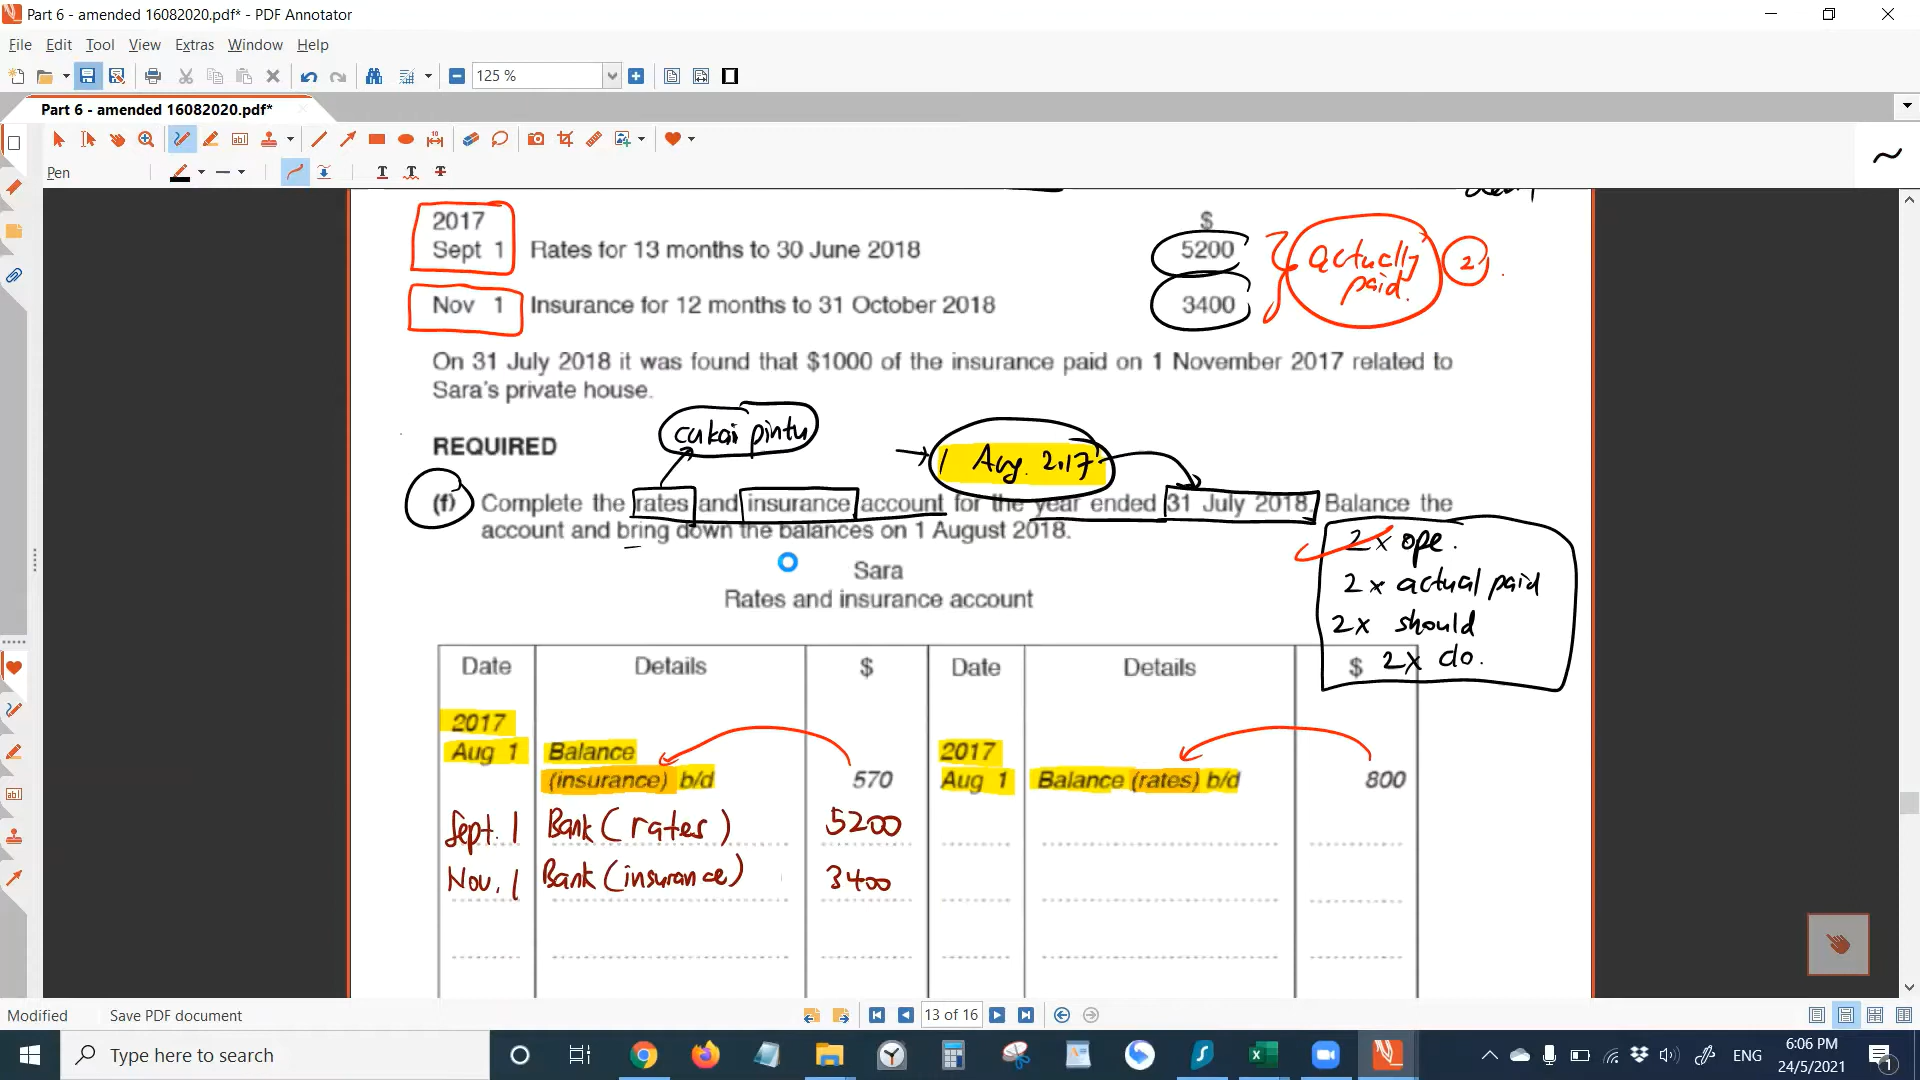 Part 6 - amended 16082020.pdf* - PDF Annotator
File Edit Tool View Extras Window Help
125 %
Part 6 - amended 16082020.pdf*
Pen
2017 $
Sept 1 Rates for 13 months to 30 June 2018 5200
actually paid. 2
Nov 1 Insurance for 12 months to 31 October 2018 3400
On 31 July 2018 it was found that $1000 of the insurance paid on 1 November 2017 related to
Sara's private house.
cukai pintu
REQUIRED
1 Aug. 2017
(f) Complete the rates and insurance account for the year ended 31 July 2018. Balance the
account and bring down the balances on 1 August 2018.
2 x ope.
2 x actual paid
2x should
2x do.
Sara
Rates and insurance account
Date Details $ Date Details $
2017
Aug 1 Balance 2017
(insurance) b/d 570 Aug 1 Balance (rates) b/d 800
Sept. 1 Bank (rates) 5200
Nov. 1 Bank (insurance) 3400
Modified Save PDF document 13 of 16
Type here to search
ENG
6:06 PM
24/5/2021
1